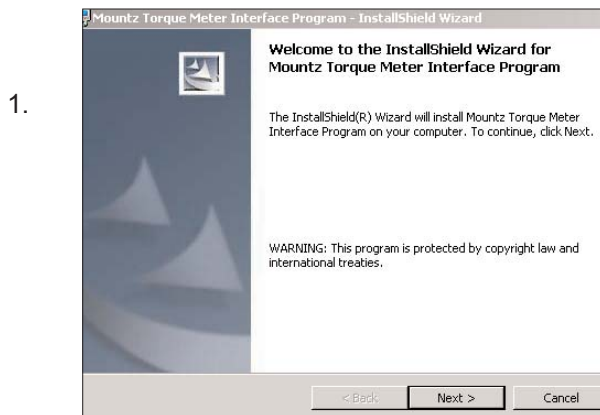 Mountz Torque Meter Interface Program - InstallShield Wizard
1.
Welcome to the InstallShield Wizard for
Mountz Torque Meter Interface Program
The InstallShield(R) Wizard will install Mountz Torque Meter
Interface Program on your computer. To continue, click Next.
WARNING: This program is protected by copyright law and
international treaties.
< Back Next > Cancel